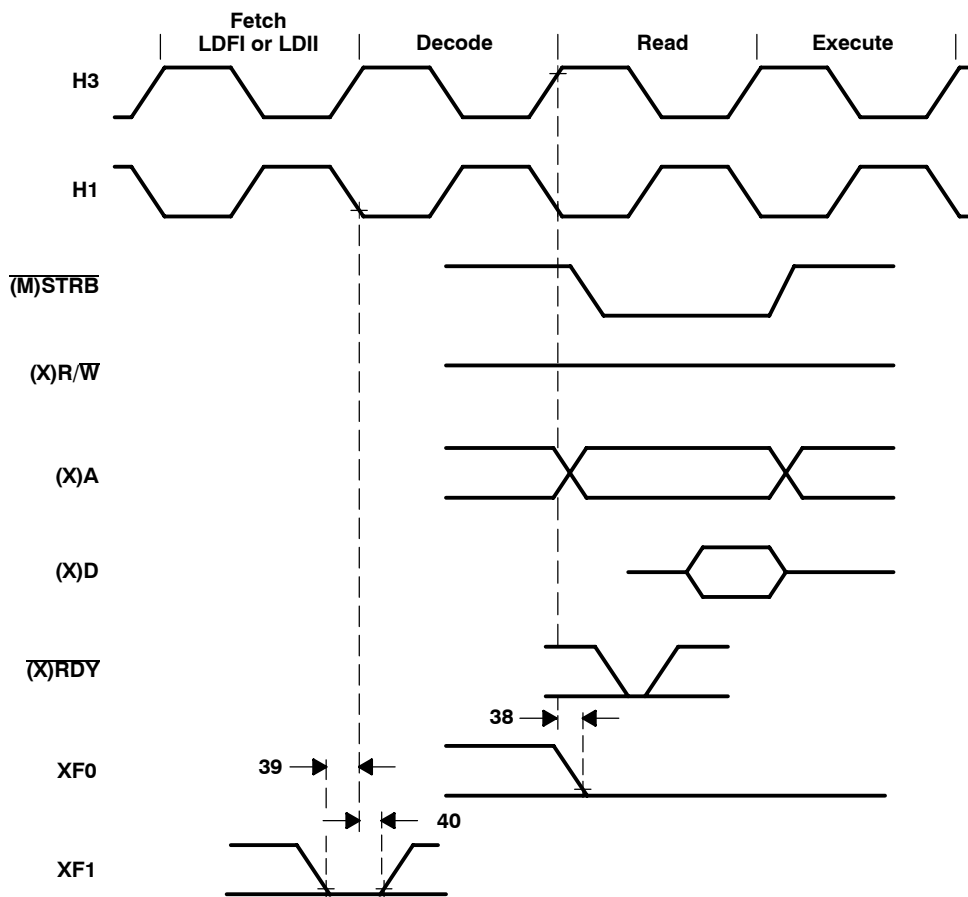 Fetch
LDFI or LDII
Decode
Read
Execute
H3
H1
(M)STRB
(X)R/W
(X)A
(X)D
(X)RDY
38
XF0
39
40
XF1